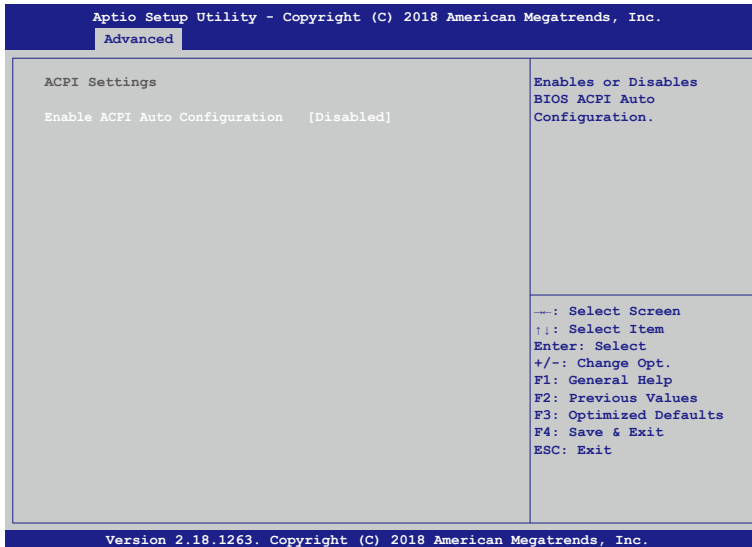 Aptio Setup Utility - Copyright (C) 2018 American Megatrends, Inc.
Advanced
ACPI Settings
Enable ACPI Auto Configuration [Disabled]
Enables or Disables
BIOS ACPI Auto
Configuration.
→←: Select Screen
↑↓: Select Item
Enter: Select
+/-: Change Opt.
F1: General Help
F2: Previous Values
F3: Optimized Defaults
F4: Save & Exit
ESC: Exit
Version 2.18.1263. Copyright (C) 2018 American Megatrends, Inc.